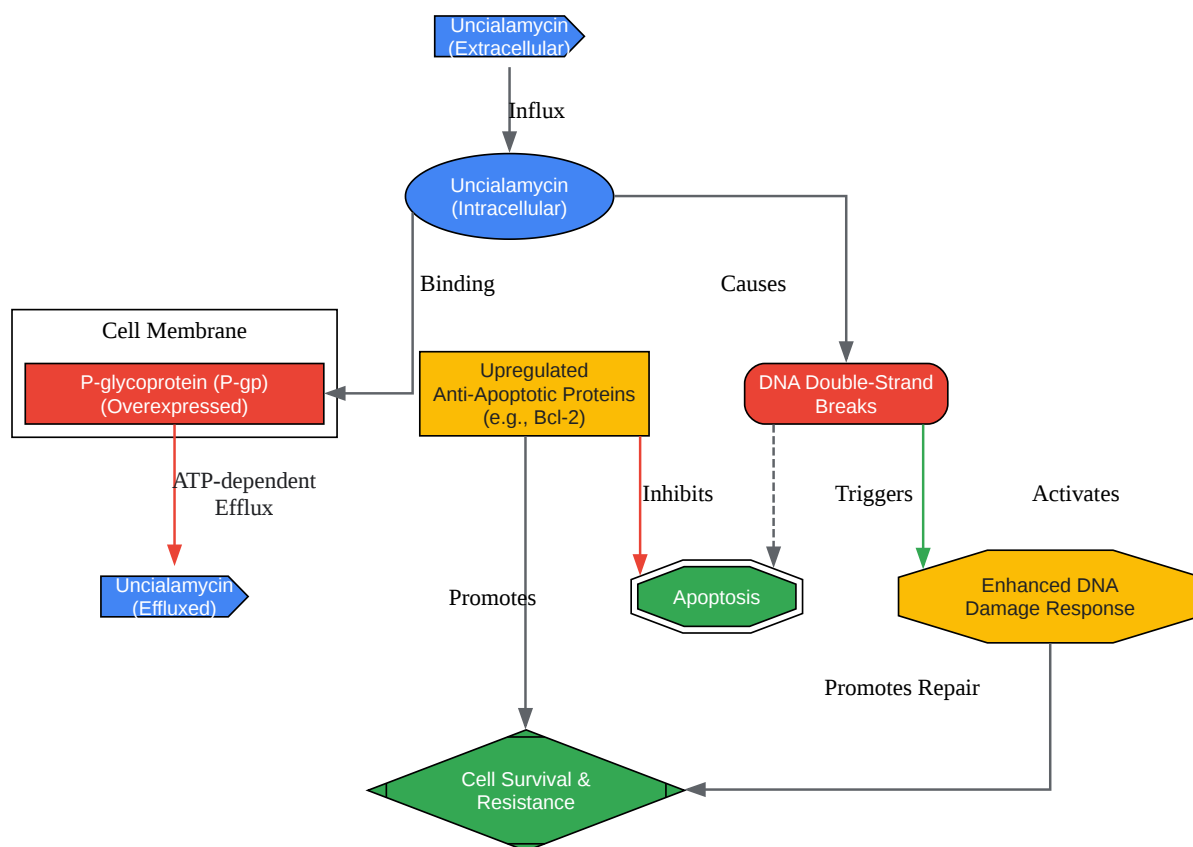 Uncialamycin
(Extracellular)
Influx
Uncialamycin
(Intracellular)
Binding
Causes
Cell Membrane
P-glycoprotein (P-gp)
(Overexpressed)
Upregulated
Anti-Apoptotic Proteins
(e.g., Bcl-2)
DNA Double-Strand
Breaks
ATP-dependent
Efflux
Inhibits
Triggers
Activates
Uncialamycin
(Effluxed)
Promotes
Apoptosis
Enhanced DNA
Damage Response
Promotes Repair
Cell Survival &
Resistance